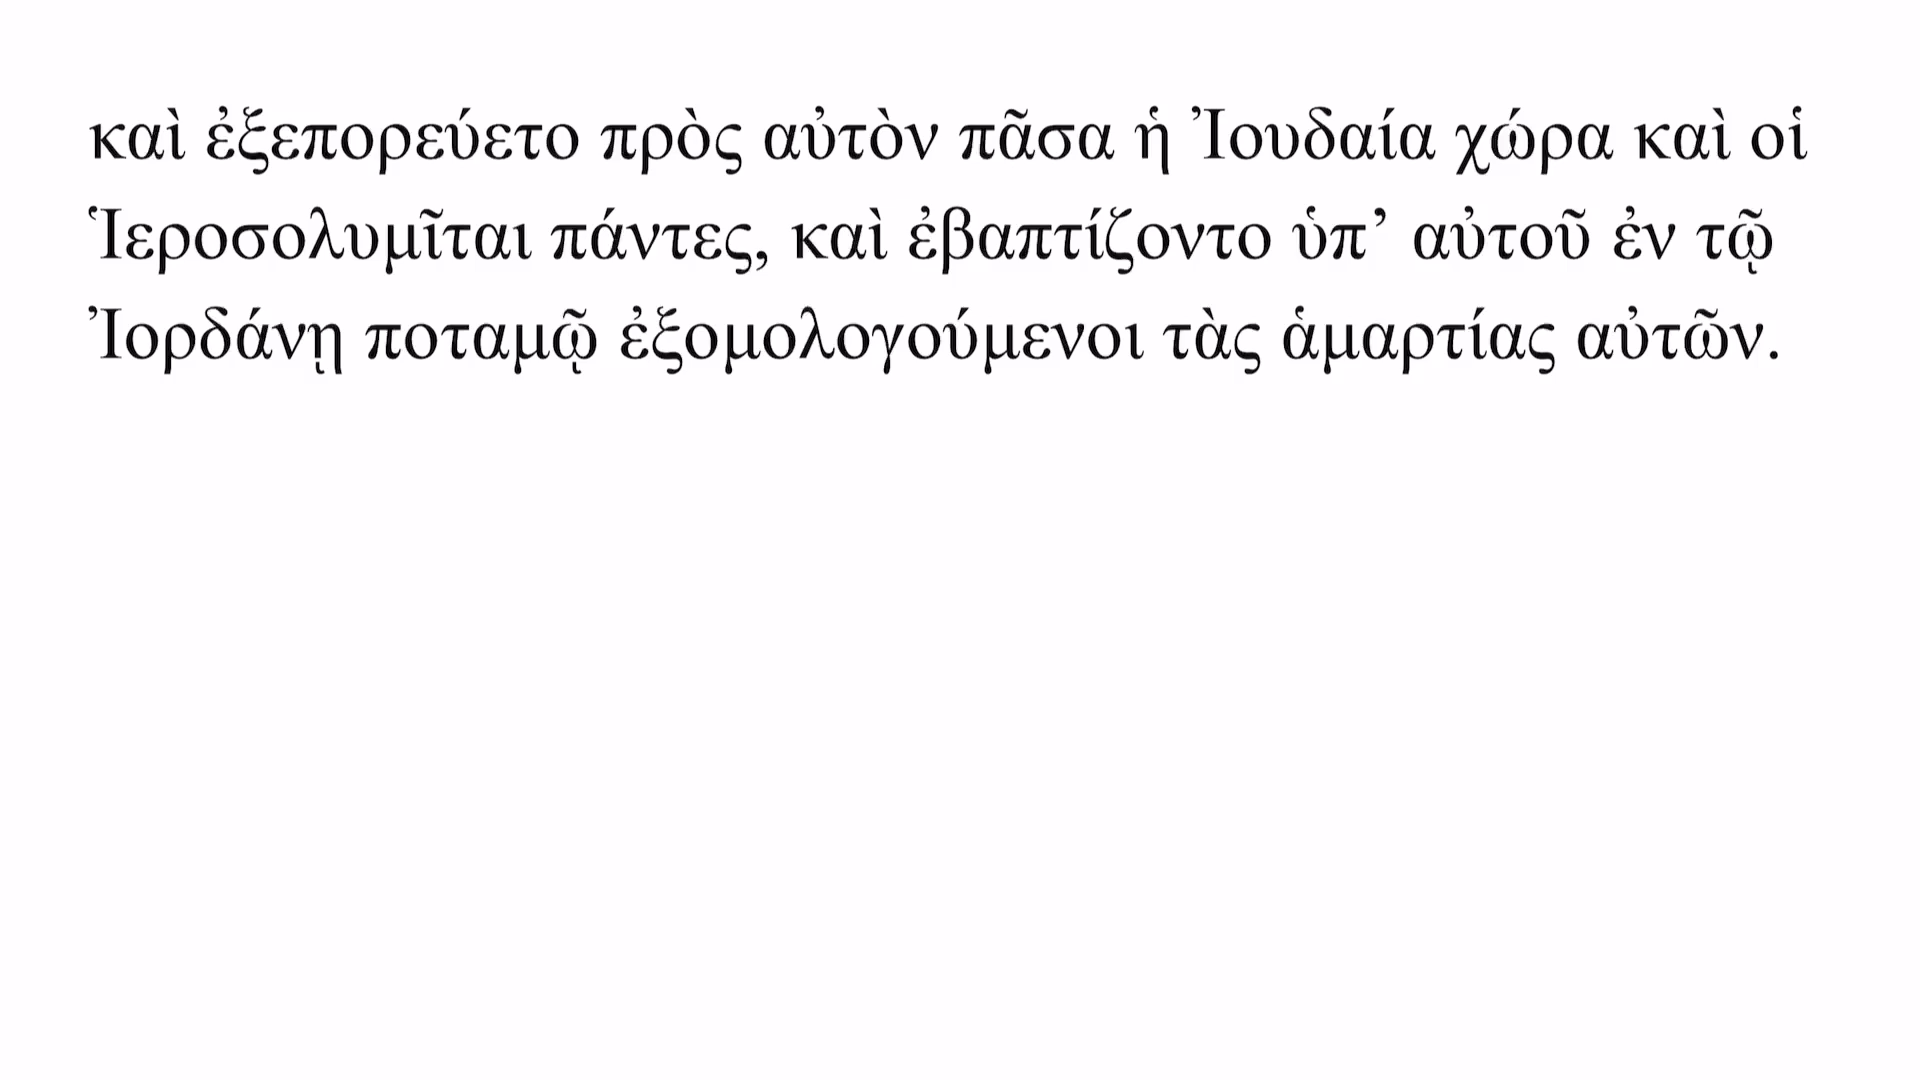 καὶ ἐξεπορεύετο πρὸς αὐτὸν πᾶσα ἡ Ἰουδαία χώρα καὶ οἱ
Ἱεροσολυμῖται πάντες, καὶ ἐβαπτίζοντο ὑπ’ αὐτοῦ ἐν τῷ
Ἰορδάνῃ ποταμῷ ἐξομολογούμενοι τὰς ἁμαρτίας αὐτῶν.